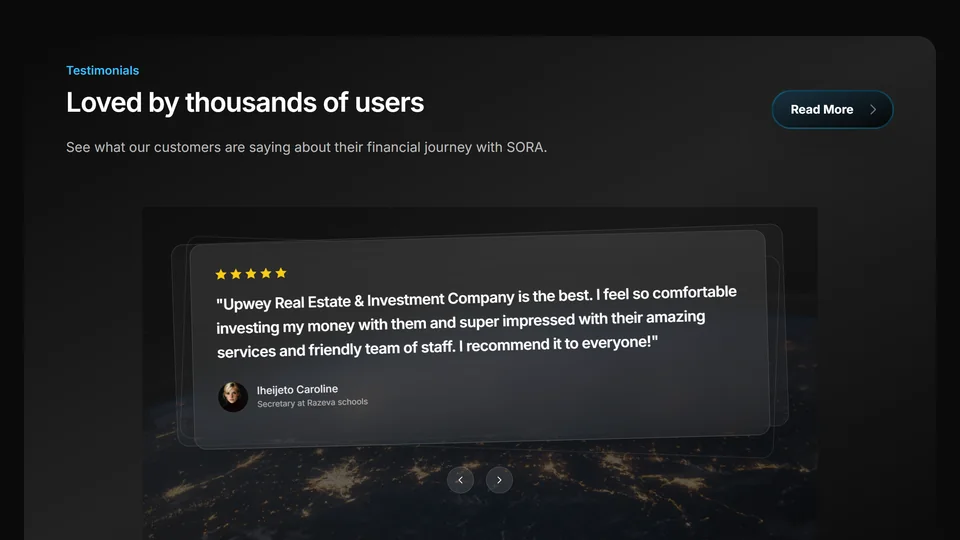 Testimonials
Loved by thousands of users
Read More
See what our customers are saying about their financial journey with SORA.
"Upwey Real Estate & Investment Company is the best. I feel so comfortable
investing my money with them and super impressed with their amazing
services and friendly team of staff. I recommend it to everyone!"
Iheijeto Caroline
Secretary at Razeva schools